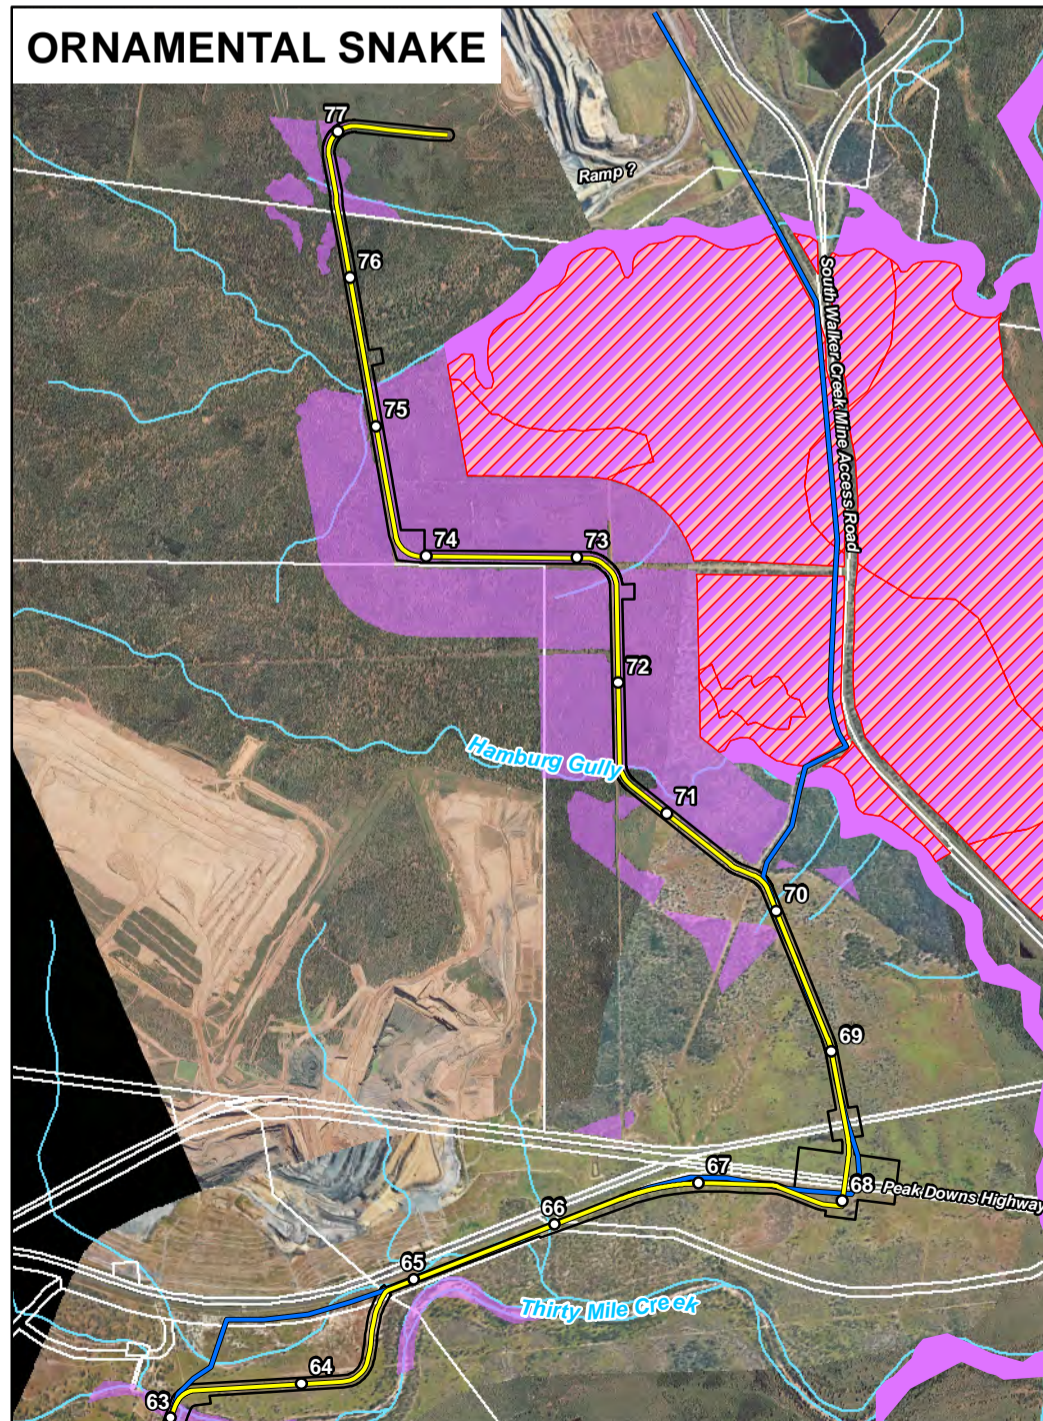 ORNAMENTAL SNAKE
77
Ramp ?
76
South Walker Creek Mine Access Road
75
74
73
72
Hamburg Gully
71
70
69
67
68
Peak Downs Highway
66
65
Thirty Mile Creek
64
63